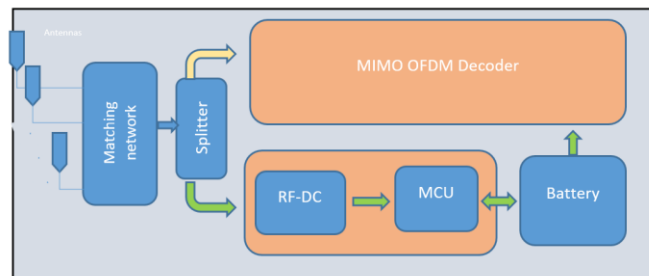 Antennas
MIMO OFDM Decoder
Matching
network
Splitter
RF-DC
MCU
Battery